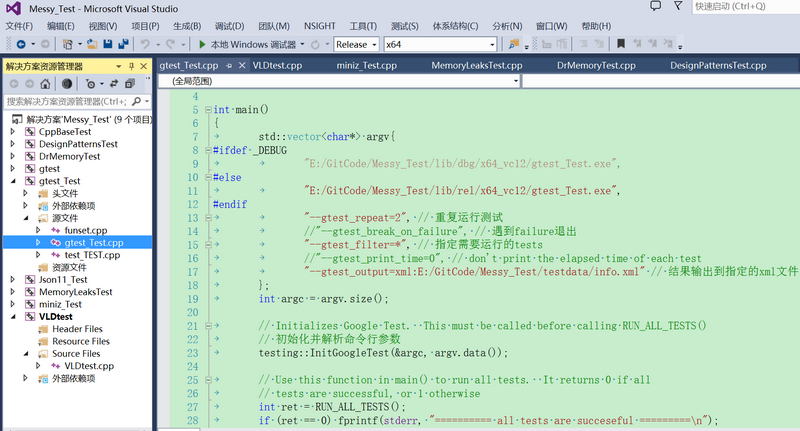 Messy_Test - Microsoft Visual Studio
快速启动 (Ctrl+Q)
文件(F) 编辑(E) 视图(V) 项目(P) 生成(B) 调试(D) 团队(M) NSIGHT 工具(T) 测试(S) 体系结构(C) 分析(N) 窗口(W) 帮助(H)
本地 Windows 调试器 Release x64
解决方案资源管理器
搜索解决方案资源管理器(Ctrl+;)
解决方案'Messy_Test' (9 个项目)
CppBaseTest
DesignPatternsTest
DrMemoryTest
gtest
gtest_Test
头文件
外部依赖项
源文件
funset.cpp
gtest_Test.cpp
test_TEST.cpp
资源文件
Json11_Test
MemoryLeaksTest
miniz_Test
VLDtest
Header Files
Resource Files
Source Files
VLDtest.cpp
外部依赖项
gtest_Test.cpp VLDtest.cpp miniz_Test.cpp MemoryLeaksTest.cpp DrMemoryTest.cpp DesignPatternsTest.cpp
(全局范围)
4
5 int main()
6 {
7 std::vector<char*> argv{
8 #ifdef _DEBUG
9 "E:/GitCode/Messy_Test/lib/dbg/x64_vc12/gtest_Test.exe",
10 #else
11 "E:/GitCode/Messy_Test/lib/rel/x64_vc12/gtest_Test.exe",
12 #endif
13 "--gtest_repeat=2", // 重复运行测试
14 //"--gtest_break_on_failure", // 遇到failure退出
15 "--gtest_filter=*", // 指定需要运行的tests
16 //"--gtest_print_time=0", // don't print the elapsed time of each test
17 "--gtest_output=xml:E:/GitCode/Messy_Test/testdata/info.xml" // 结果输出到指定的xml文件
18 };
19 int argc = argv.size();
20
21 // Initializes Google Test. This must be called before calling RUN_ALL_TESTS()
22 // 初始化并解析命令行参数
23 testing::InitGoogleTest(&argc, argv.data());
24
25 // Use this function in main() to run all tests. It returns 0 if all
26 // tests are successful, or 1 otherwise
27 int ret = RUN_ALL_TESTS();
28 if (ret == 0) fprintf(stderr, "========== all tests are succeseful =========\n");